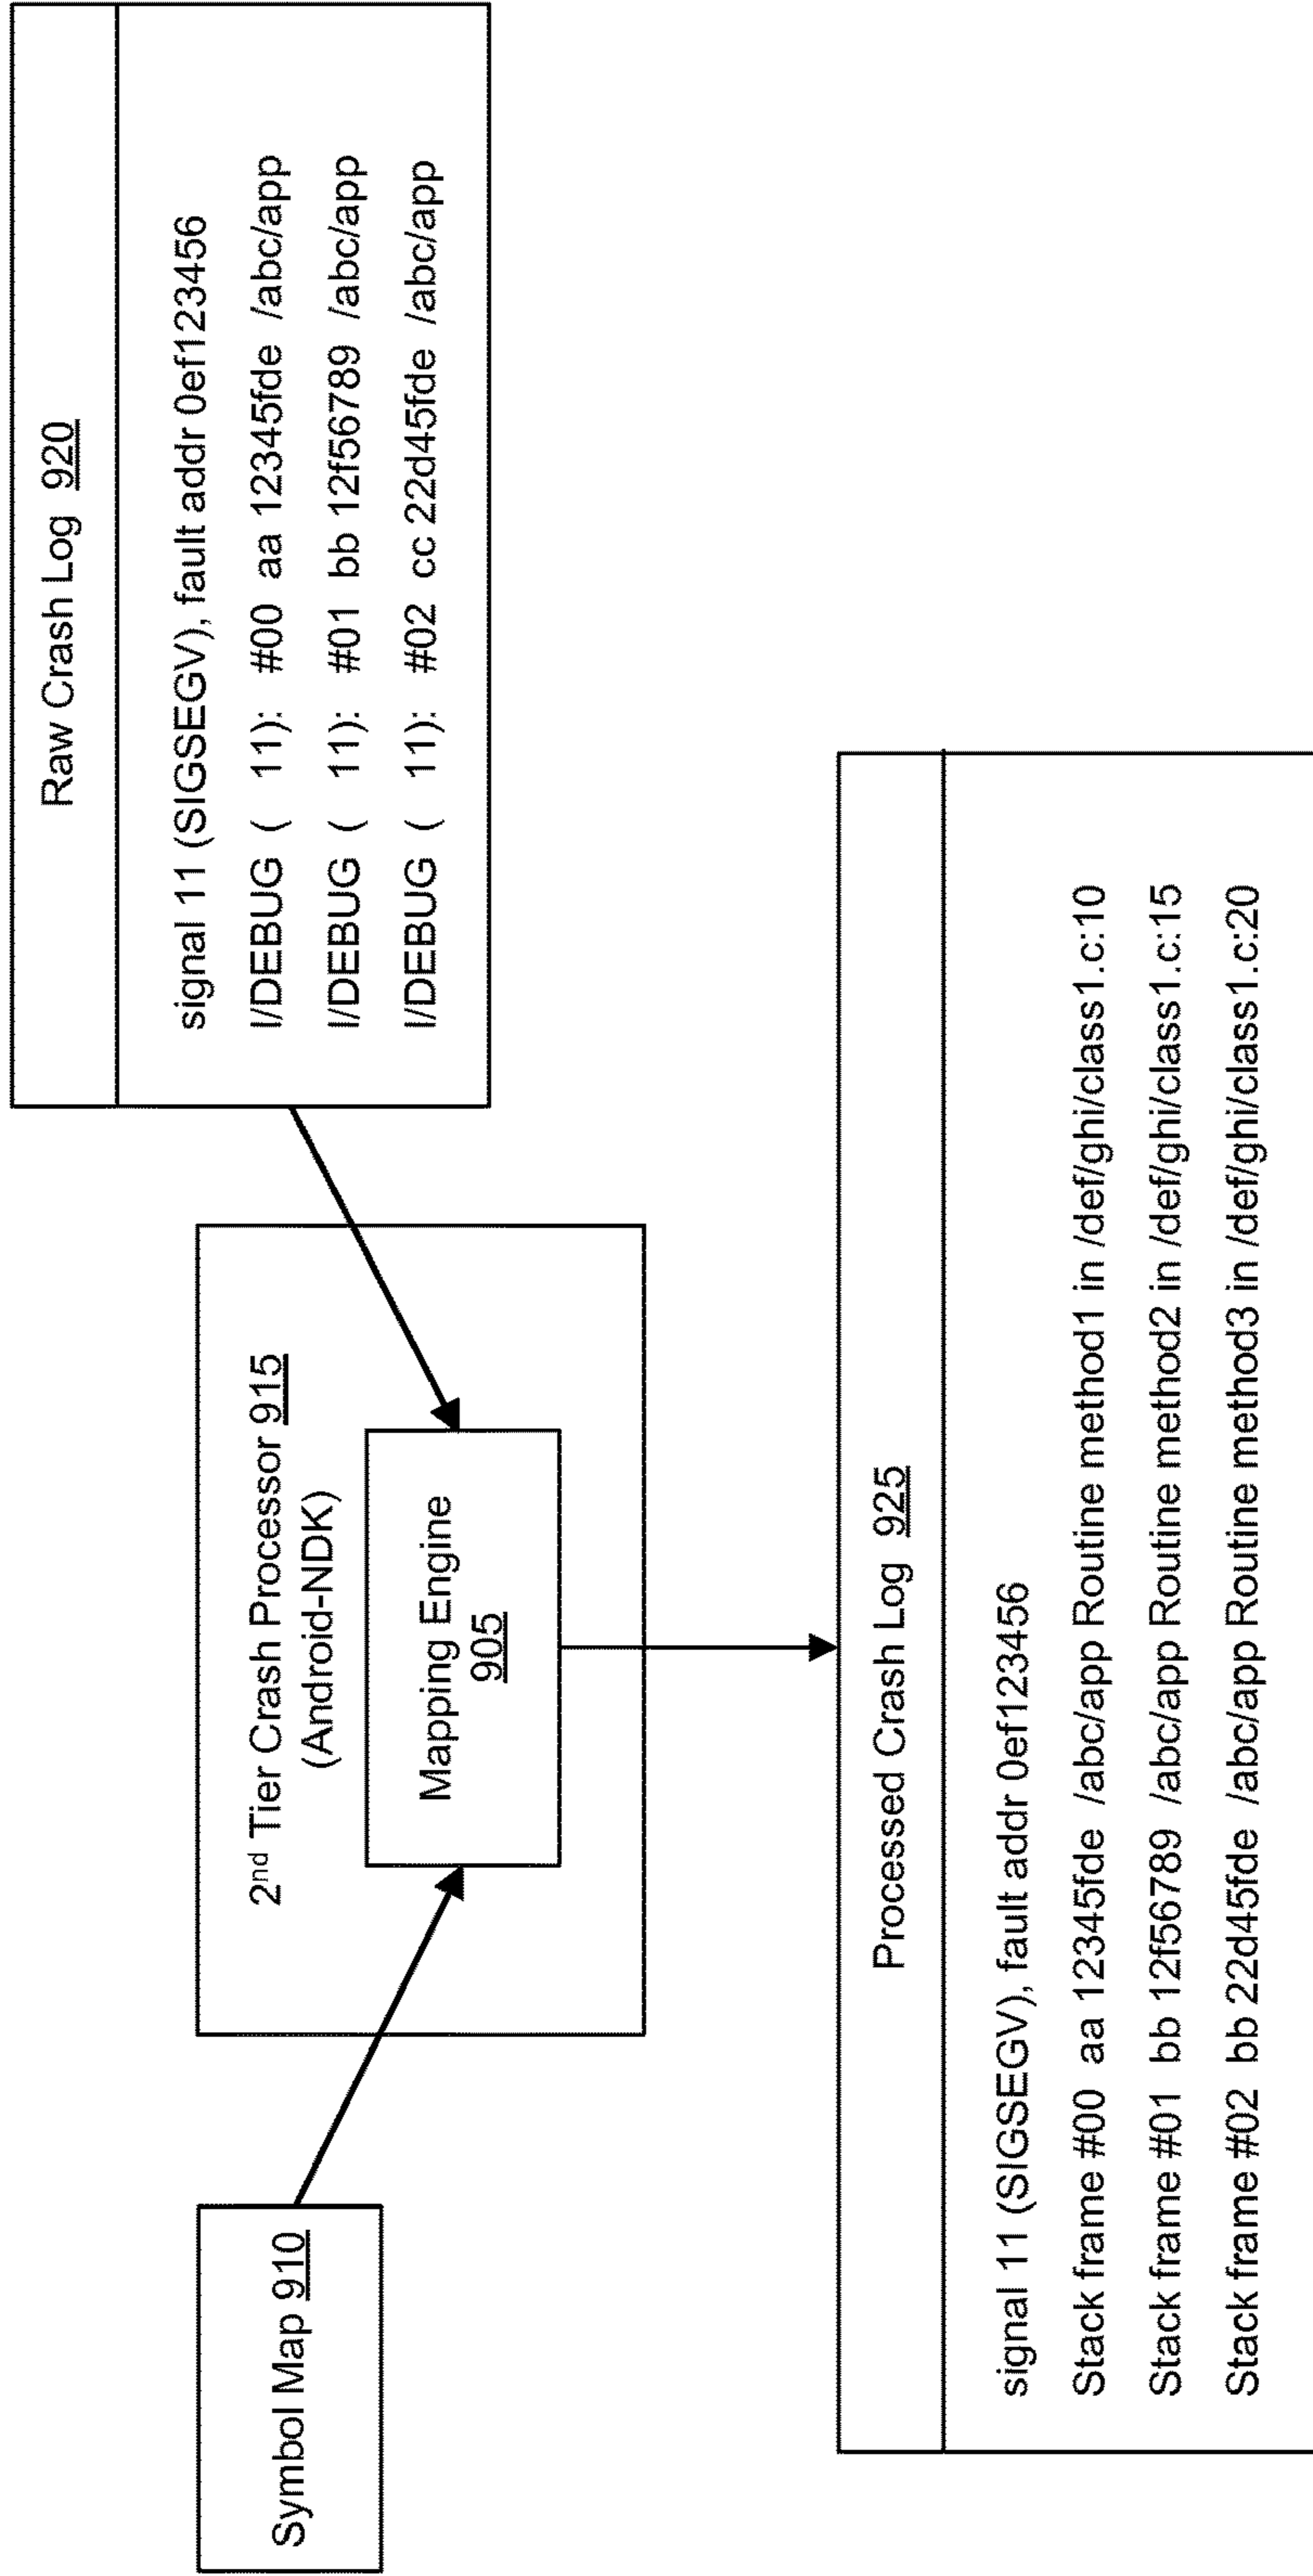 Raw Crash Log 920
signal 11 (SIGSEGV), fault addr 0ef123456
I/DEBUG ( 11): #00 aa 12345fde /abc/app
I/DEBUG ( 11): #01 bb 12f56789 /abc/app
I/DEBUG ( 11): #02 cc 22d45fde /abc/app
2nd Tier Crash Processor 915
(Android-NDK)
Mapping Engine
905
Symbol Map 910
Processed Crash Log 925
signal 11 (SIGSEGV), fault addr 0ef123456
Stack frame #00 aa 12345fde /abc/app Routine method1 in /def/ghi/class1.c:10
Stack frame #01 bb 12f56789 /abc/app Routine method2 in /def/ghi/class1.c:15
Stack frame #02 bb 22d45fde /abc/app Routine method3 in /def/ghi/class1.c:20